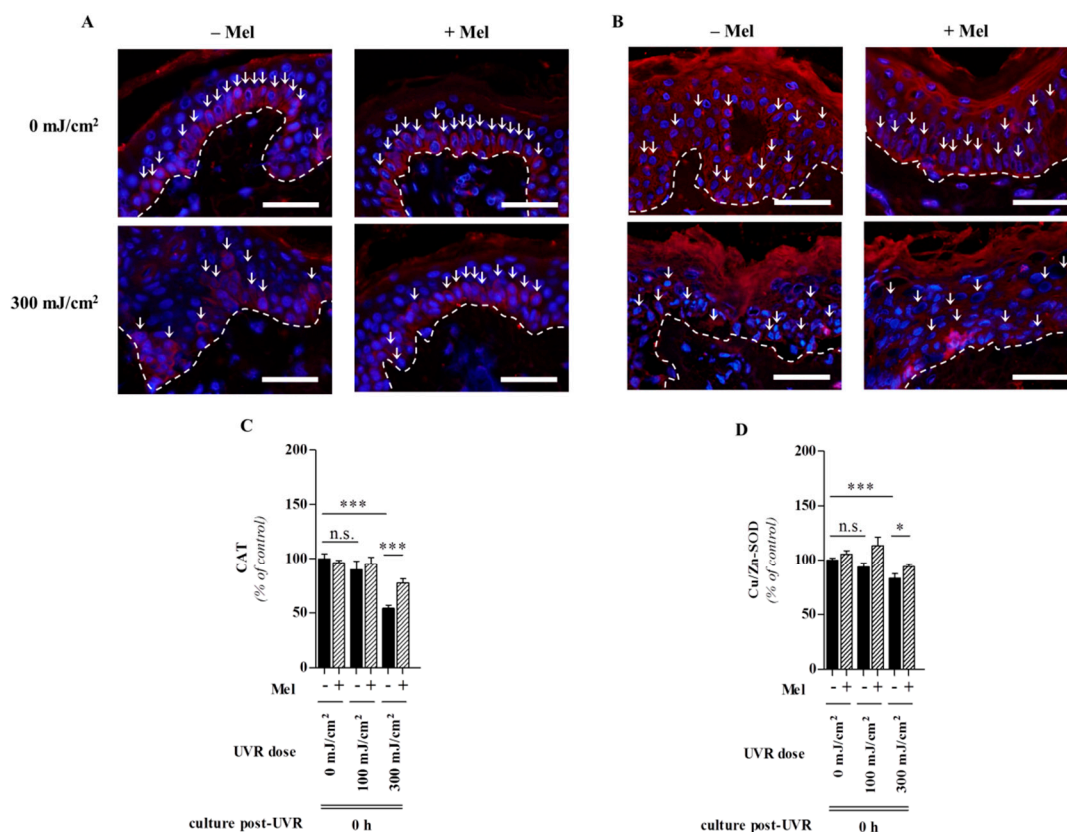 A
– Mel
+ Mel
0 mJ/cm²
300 mJ/cm²
B
– Mel
+ Mel
C
200
150
100
50
0
CAT
(% of control)
***
n.s.
***
Mel
- + - + - +
UVR dose
0 mJ/cm²
100 mJ/cm²
300 mJ/cm²
culture post-UVR
0 h
D
200
150
100
50
0
Cu/Zn-SOD
(% of control)
***
n.s.
*
Mel
- + - + - +
UVR dose
0 mJ/cm²
100 mJ/cm²
300 mJ/cm²
culture post-UVR
0 h